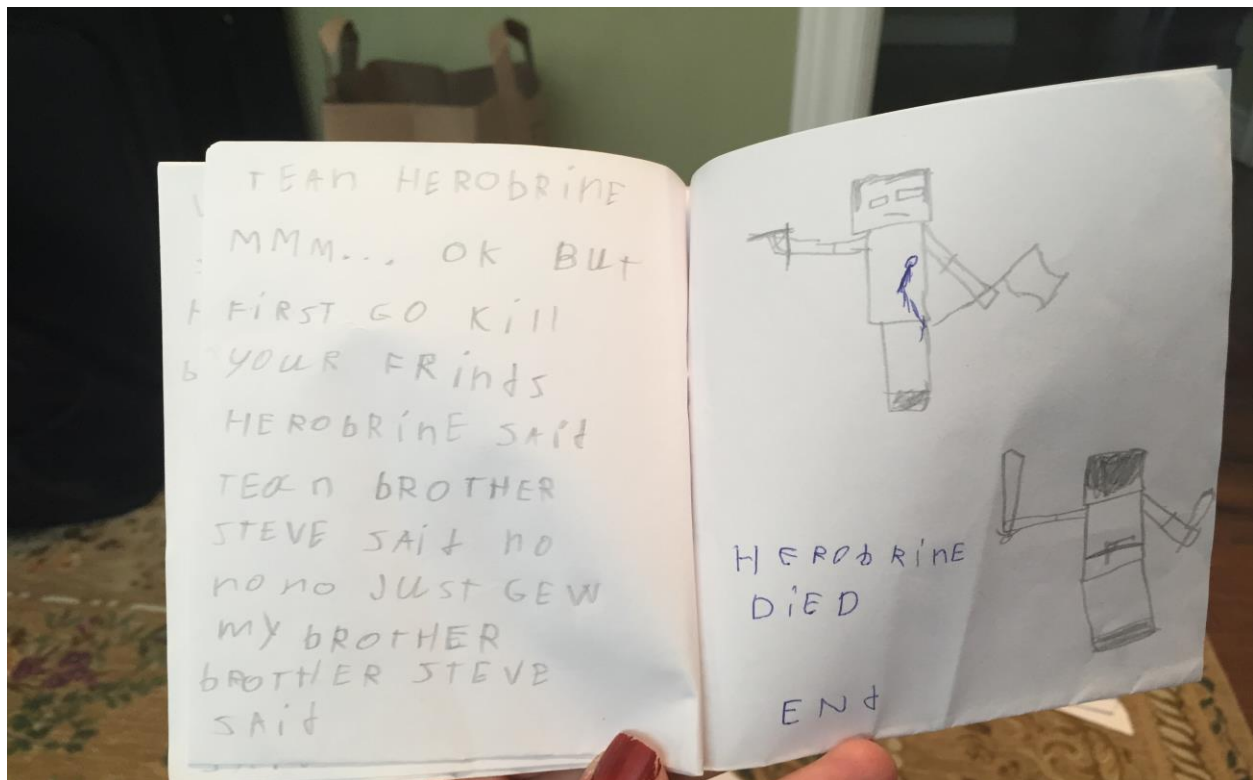 TEAn HERObRinE
MMM... OK BUt
FiRST GO Kill
YOUR FRinds
HERObRinE SAid
TEan bROTHER
STEVE SAid no
no no JUST GEW
my bROTHER
bROTHER STEVE
SAid
HERObRinE
DiED
ENd